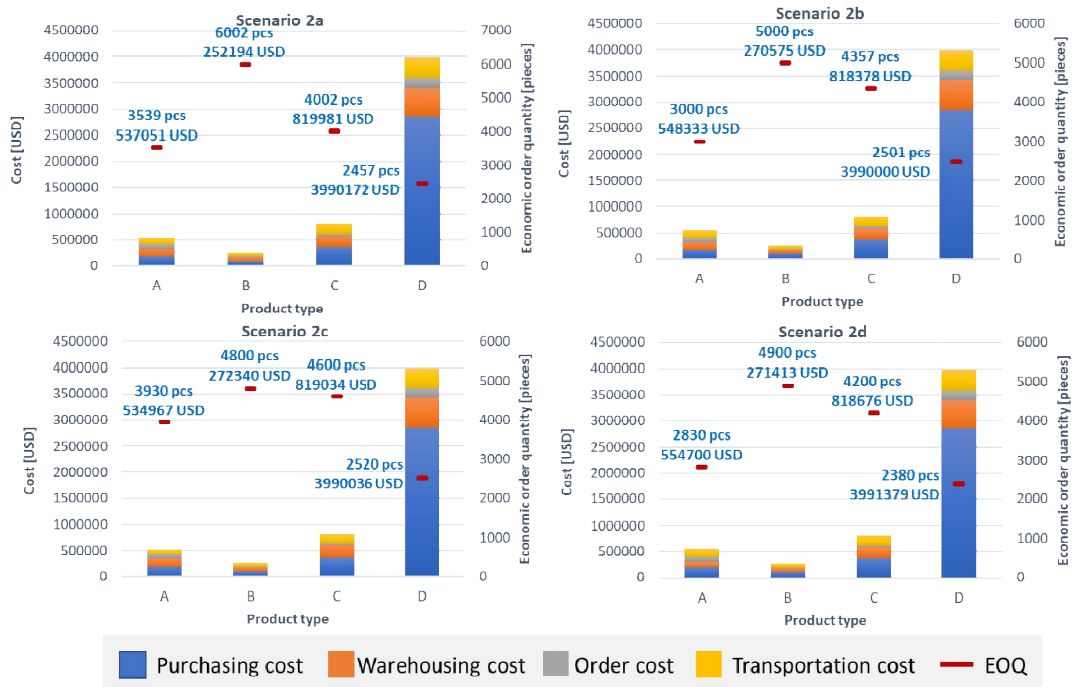 Scenario 2a
Cost [USD]
4500000
4000000
3500000
3000000
2500000
2000000
1500000
1000000
500000
0
6002 pcs
252194 USD
3539 pcs
537051 USD
4002 pcs
819981 USD
2457 pcs
3990172 USD
7000
6000
5000
4000
3000
2000
1000
0
Economic order quantity [pieces]
A B C D
Product type
Scenario 2b
Cost [USD]
4500000
4000000
3500000
3000000
2500000
2000000
1500000
1000000
500000
0
5000 pcs
270575 USD
4357 pcs
818378 USD
3000 pcs
548333 USD
2501 pcs
3990000 USD
6000
5000
4000
3000
2000
1000
0
Economic order quantity [pieces]
A B C D
Product type
Scenario 2c
Cost [USD]
4500000
4000000
3500000
3000000
2500000
2000000
1500000
1000000
500000
0
4800 pcs
272340 USD
4600 pcs
819034 USD
3930 pcs
534967 USD
2520 pcs
3990036 USD
6000
5000
4000
3000
2000
1000
0
Economic order quantity [pieces]
A B C D
Product type
Scenario 2d
Cost [USD]
4500000
4000000
3500000
3000000
2500000
2000000
1500000
1000000
500000
0
4900 pcs
271413 USD
4200 pcs
818676 USD
2830 pcs
554700 USD
2380 pcs
3991379 USD
6000
5000
4000
3000
2000
1000
0
Economic order quantity [pieces]
A B C D
Product type
Purchasing cost Warehousing cost Order cost Transportation cost EOQ